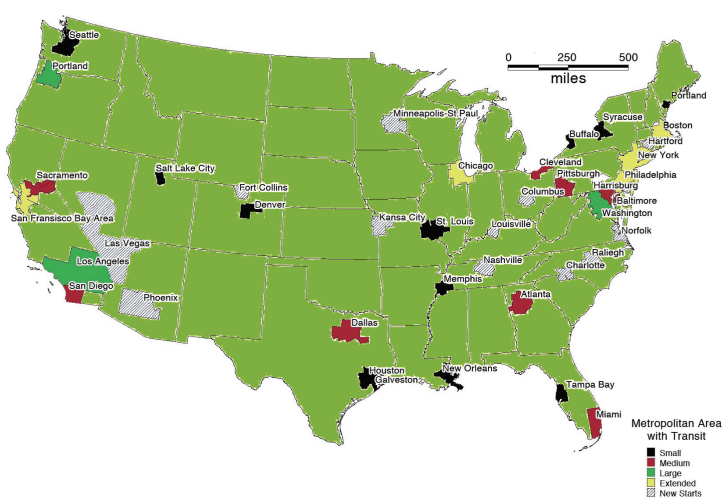 Seattle
Portland
Minneapolis-St.Paul
0 250 500
miles
Portland
Syracuse
Boston
Buffalo
Hartford
New York
Cleveland
Pittsburgh
Philadelphia
Chicago
Columbus
Harrisburg
Baltimore
Washington
Norfolk
Sacramento
Salt Lake City
Fort Collins
Denver
San Fransisco Bay Area
Kansa City
St. Louis
Louisville
Las Vegas
Los Angeles
San Diego
Phoenix
Nashville
Raliegh
Charlotte
Memphis
Atlanta
Dallas
Houston
Galveston
New Orleans
Tampa Bay
Miami
Metropolitan Area
with Transit
Small
Medium
Large
Extended
New Starts